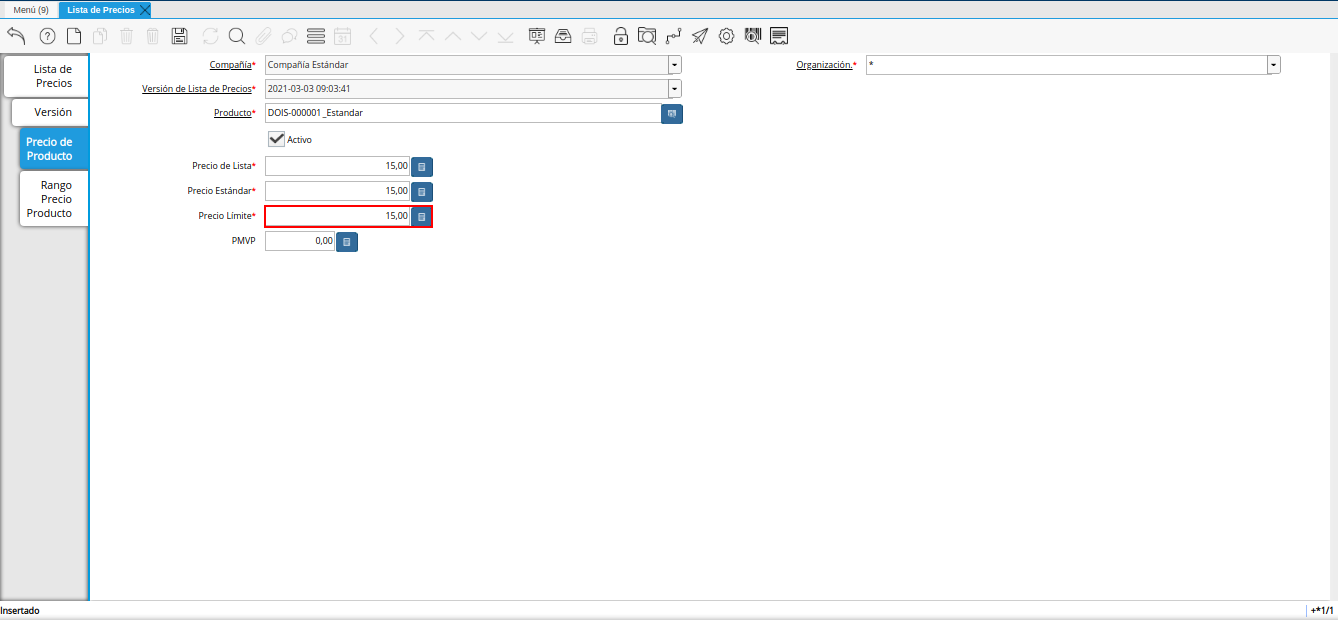 Menú (9)
Lista de Precios
31
Lista de
Precios
Versión
Precio de
Producto
Rango
Precio
Producto
Compañía* Compañía Estándar
Organización.* *
Versión de Lista de Precios* 2021-03-03 09:03:41
Producto* DOIS-000001_Estandar
Activo
Precio de Lista* 15,00
Precio Estándar* 15,00
Precio Límite* 15,00
PMVP 0,00
Insertado
+*1/1